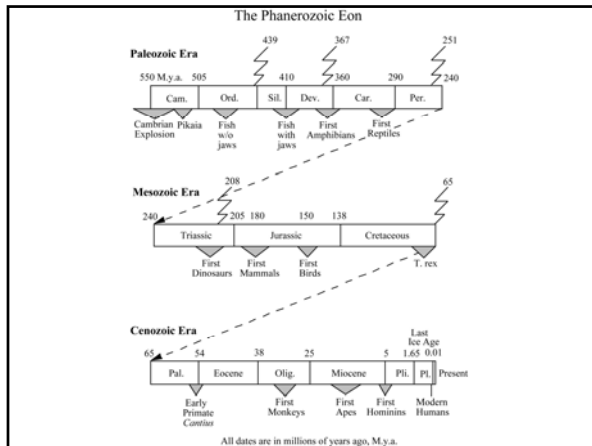 The Phanerozoic Eon
439 367 251
Paleozoic Era
550 M.y.a. 505 410 360 290 240
Cam. Ord. Sil. Dev. Car. Per.
Cambrian Explosion
Pikaia
Fish w/o jaws
Fish with jaws
First Amphibians
First Reptiles
208 65
Mesozoic Era
240 205 180 150 138
Triassic Jurassic Cretaceous
First Dinosaurs
First Mammals
First Birds
T. rex
Cenozoic Era
Last Ice Age
65 54 38 25 5 1.65 0.01
Pal. Eocene Olig. Miocene Pli. Pl. Present
Early Primate Cantius
First Monkeys
First Apes
First Hominins
Modern Humans
All dates are in millions of years ago, M.y.a.